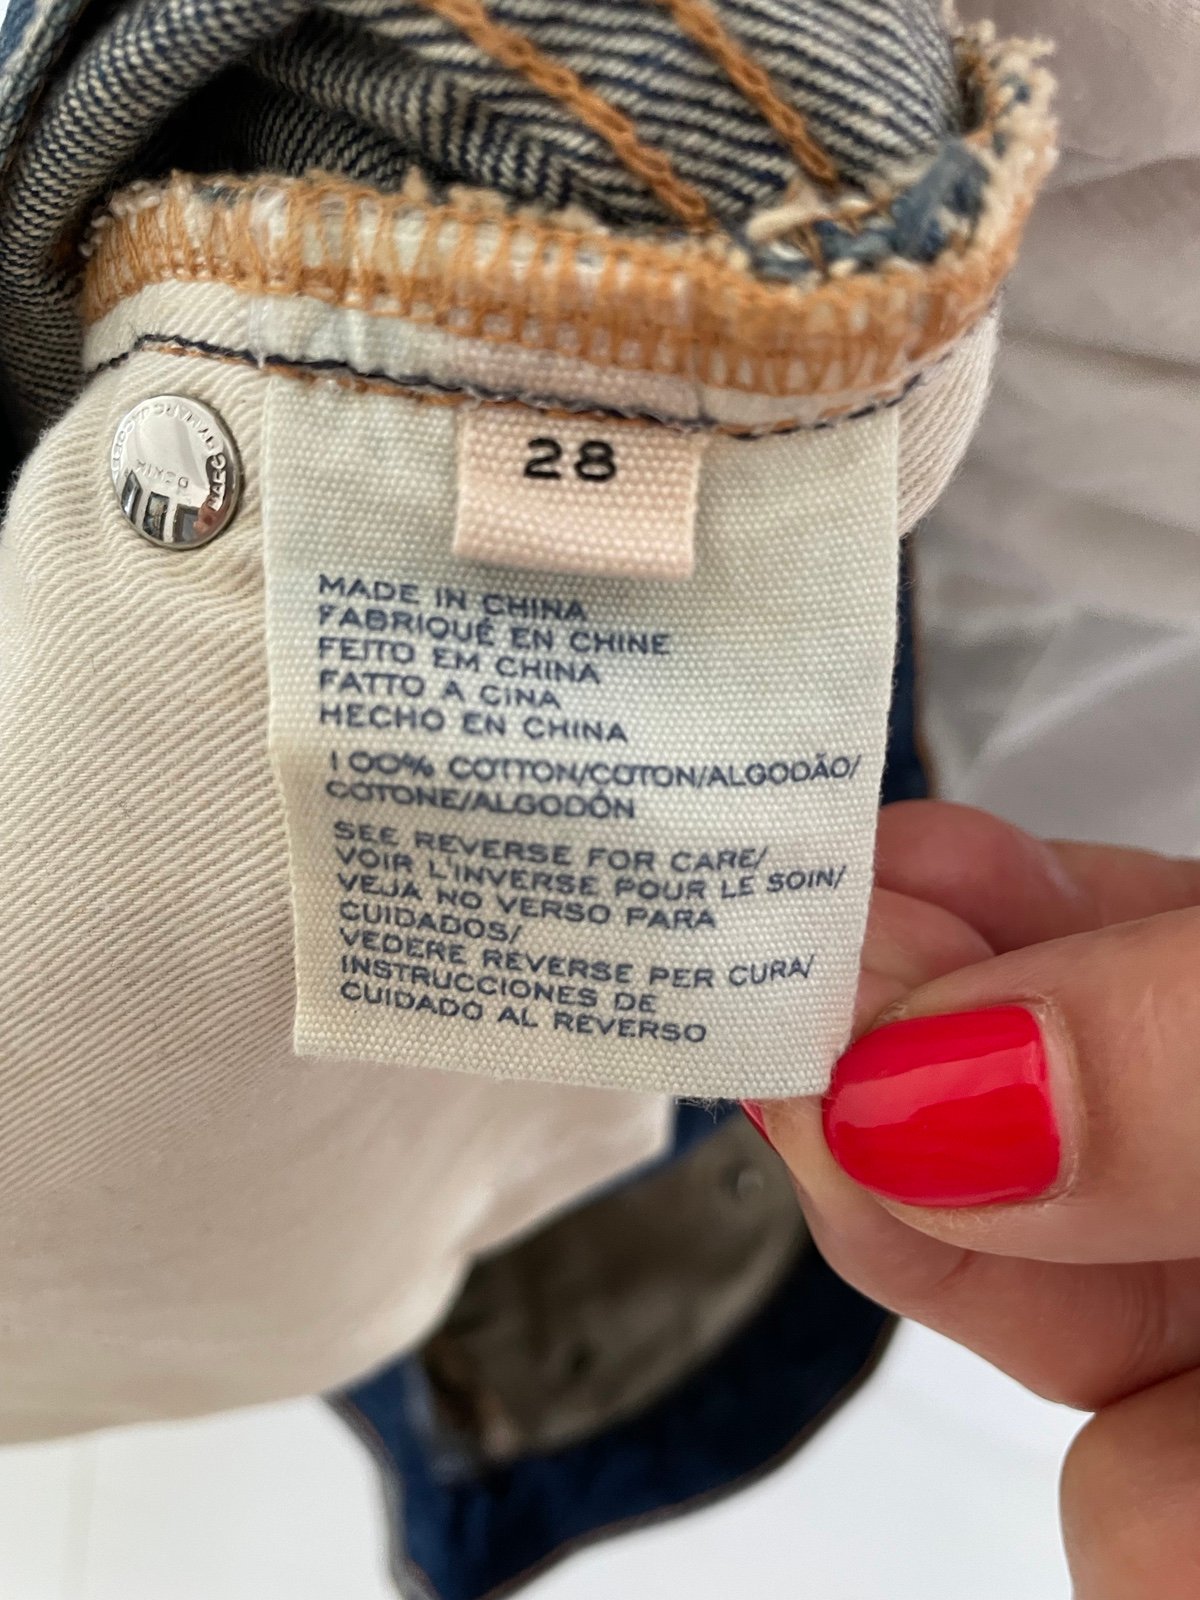 28
MADE IN CHINA
FABRIQUÉ EN CHINE
FEITO EM CHINA
FATTO A CINA
HECHO EN CHINA
100% COTTON/COTON/ALGODÃO/
COTONE/ALGODÓN
SEE REVERSE FOR CARE/
VOIR L'INVERSE POUR LE SOIN/
VEJA NO VERSO PARA
CUIDADOS/
VEDERE REVERSE PER CURA/
INSTRUCCIONES DE
CUIDADO AL REVERSO
MARC
DENIM